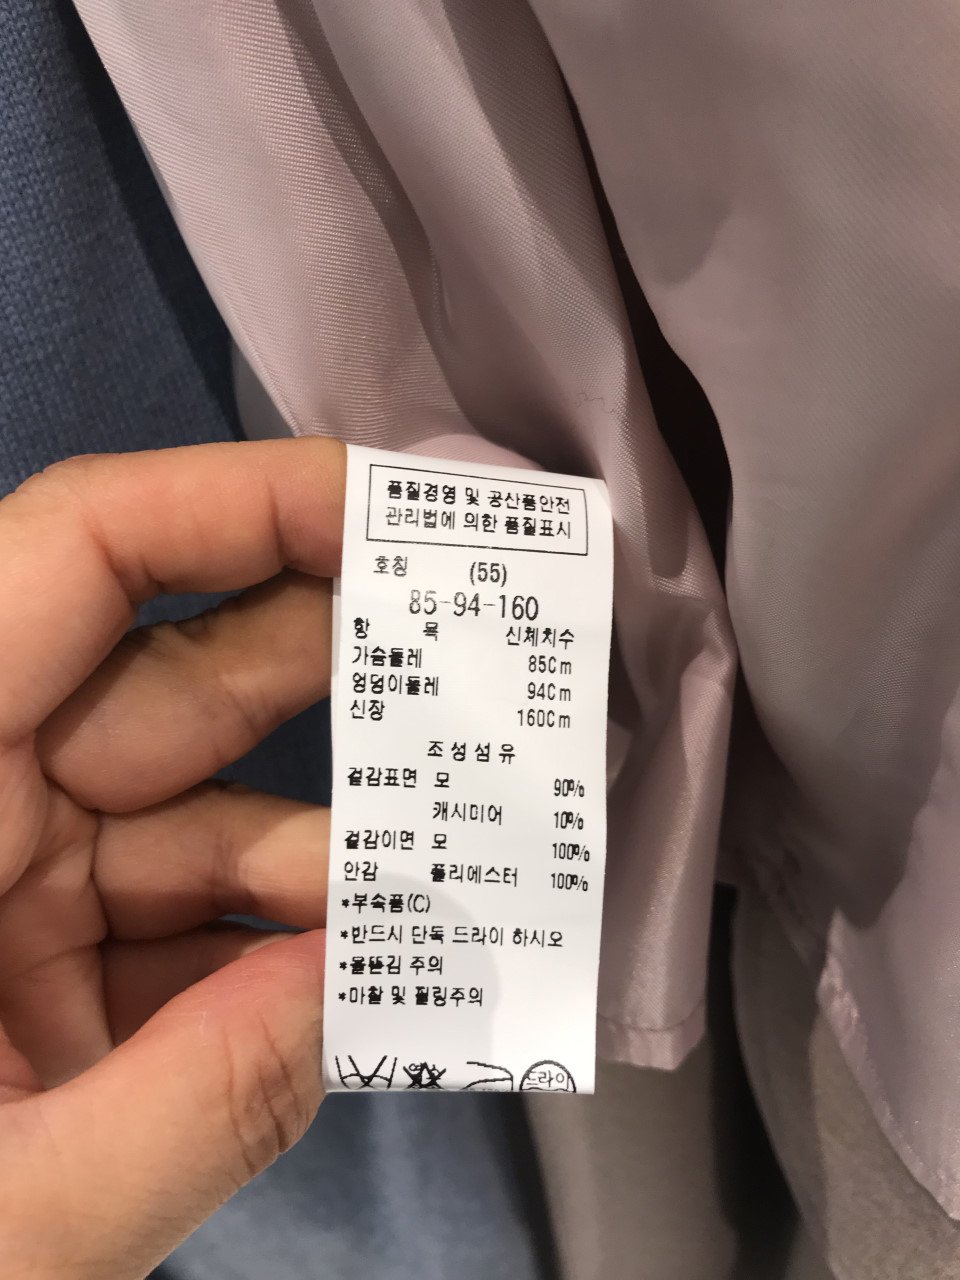 품질경영 및 공산품안전
관리법에 의한 품질표시
호칭 (55)
85-94-160
항 목 신체치수
가슴둘레 85Cm
엉덩이둘레 94Cm
신장 160Cm
조성섬유
겉감표면 모 90%
캐시미어 10%
겉감이면 모 100%
안감 폴리에스터 100%
*부속품(C)
*반드시 단독 드라이 하시오
*올뜯김 주의
*마찰 및 필링주의
드라이